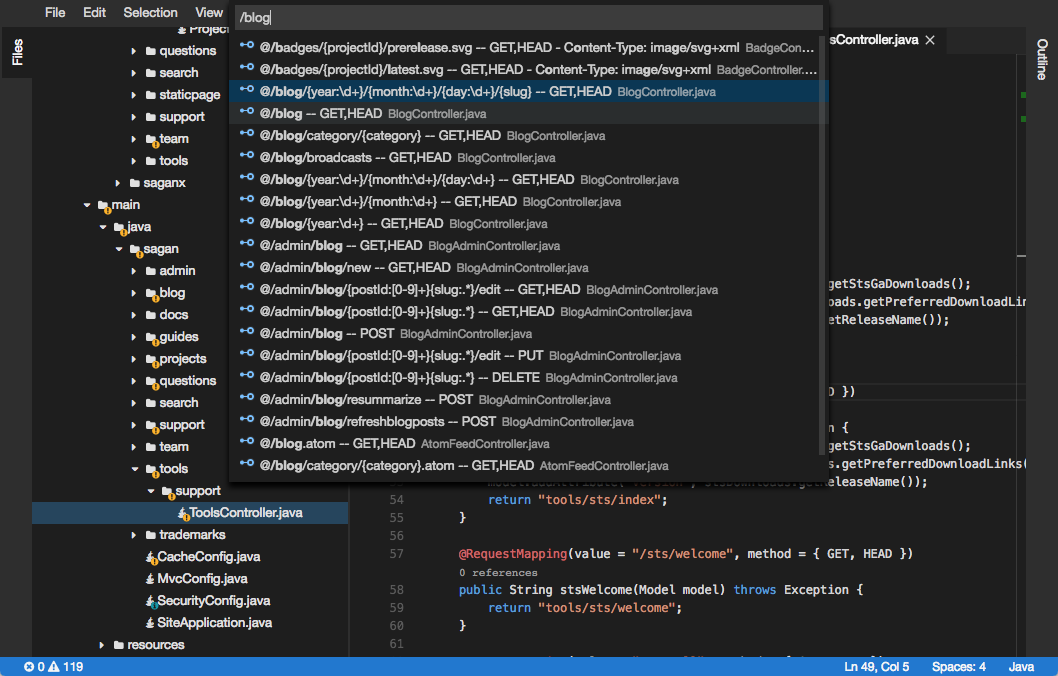 File Edit Selection View
/blog
Files
Project
questions
search
staticpage
support
team
tools
saganx
main
java
sagan
admin
blog
docs
guides
projects
questions
search
support
team
tools
support
ToolsController.java
trademarks
CacheConfig.java
MvcConfig.java
SecurityConfig.java
SiteApplication.java
resources
@/badges/{projectId}/prerelease.svg -- GET,HEAD - Content-Type: image/svg+xml BadgeCon...
@/badges/{projectId}/latest.svg -- GET,HEAD - Content-Type: image/svg+xml BadgeController....
@/blog/{year:\d+}/{month:\d+}/{day:\d+}/{slug} -- GET,HEAD BlogController.java
@/blog -- GET,HEAD BlogController.java
@/blog/category/{category} -- GET,HEAD BlogController.java
@/blog/broadcasts -- GET,HEAD BlogController.java
@/blog/{year:\d+}/{month:\d+}/{day:\d+} -- GET,HEAD BlogController.java
@/blog/{year:\d+}/{month:\d+} -- GET,HEAD BlogController.java
@/blog/{year:\d+} -- GET,HEAD BlogController.java
@/admin/blog -- GET,HEAD BlogAdminController.java
@/admin/blog/new -- GET,HEAD BlogAdminController.java
@/admin/blog/{postId:[0-9]+}{slug:.*}/edit -- GET,HEAD BlogAdminController.java
@/admin/blog/{postId:[0-9]+}{slug:.*} -- GET,HEAD BlogAdminController.java
@/admin/blog -- POST BlogAdminController.java
@/admin/blog/{postId:[0-9]+}{slug:.*}/edit -- PUT BlogAdminController.java
@/admin/blog/{postId:[0-9]+}{slug:.*} -- DELETE BlogAdminController.java
@/admin/blog/resummarize -- POST BlogAdminController.java
@/admin/blog/refreshblogposts -- POST BlogAdminController.java
@/blog.atom -- GET,HEAD AtomFeedController.java
@/blog/category/{category}.atom -- GET,HEAD AtomFeedController.java
sController.java
Outline
getStsGaDownloads();
oads.getPreferredDownloadLin
etReleaseName());
})
n {
getStsGaDownloads();
s.getPreferredDownloadLinks(
eleaseName());
54 return "tools/sts/index";
55 }
56
57 @RequestMapping(value = "/sts/welcome", method = { GET, HEAD })
0 references
58 public String stsWelcome(Model model) throws Exception {
59 return "tools/sts/welcome";
60 }
61
0 119
Ln 49, Col 5 Spaces: 4 Java